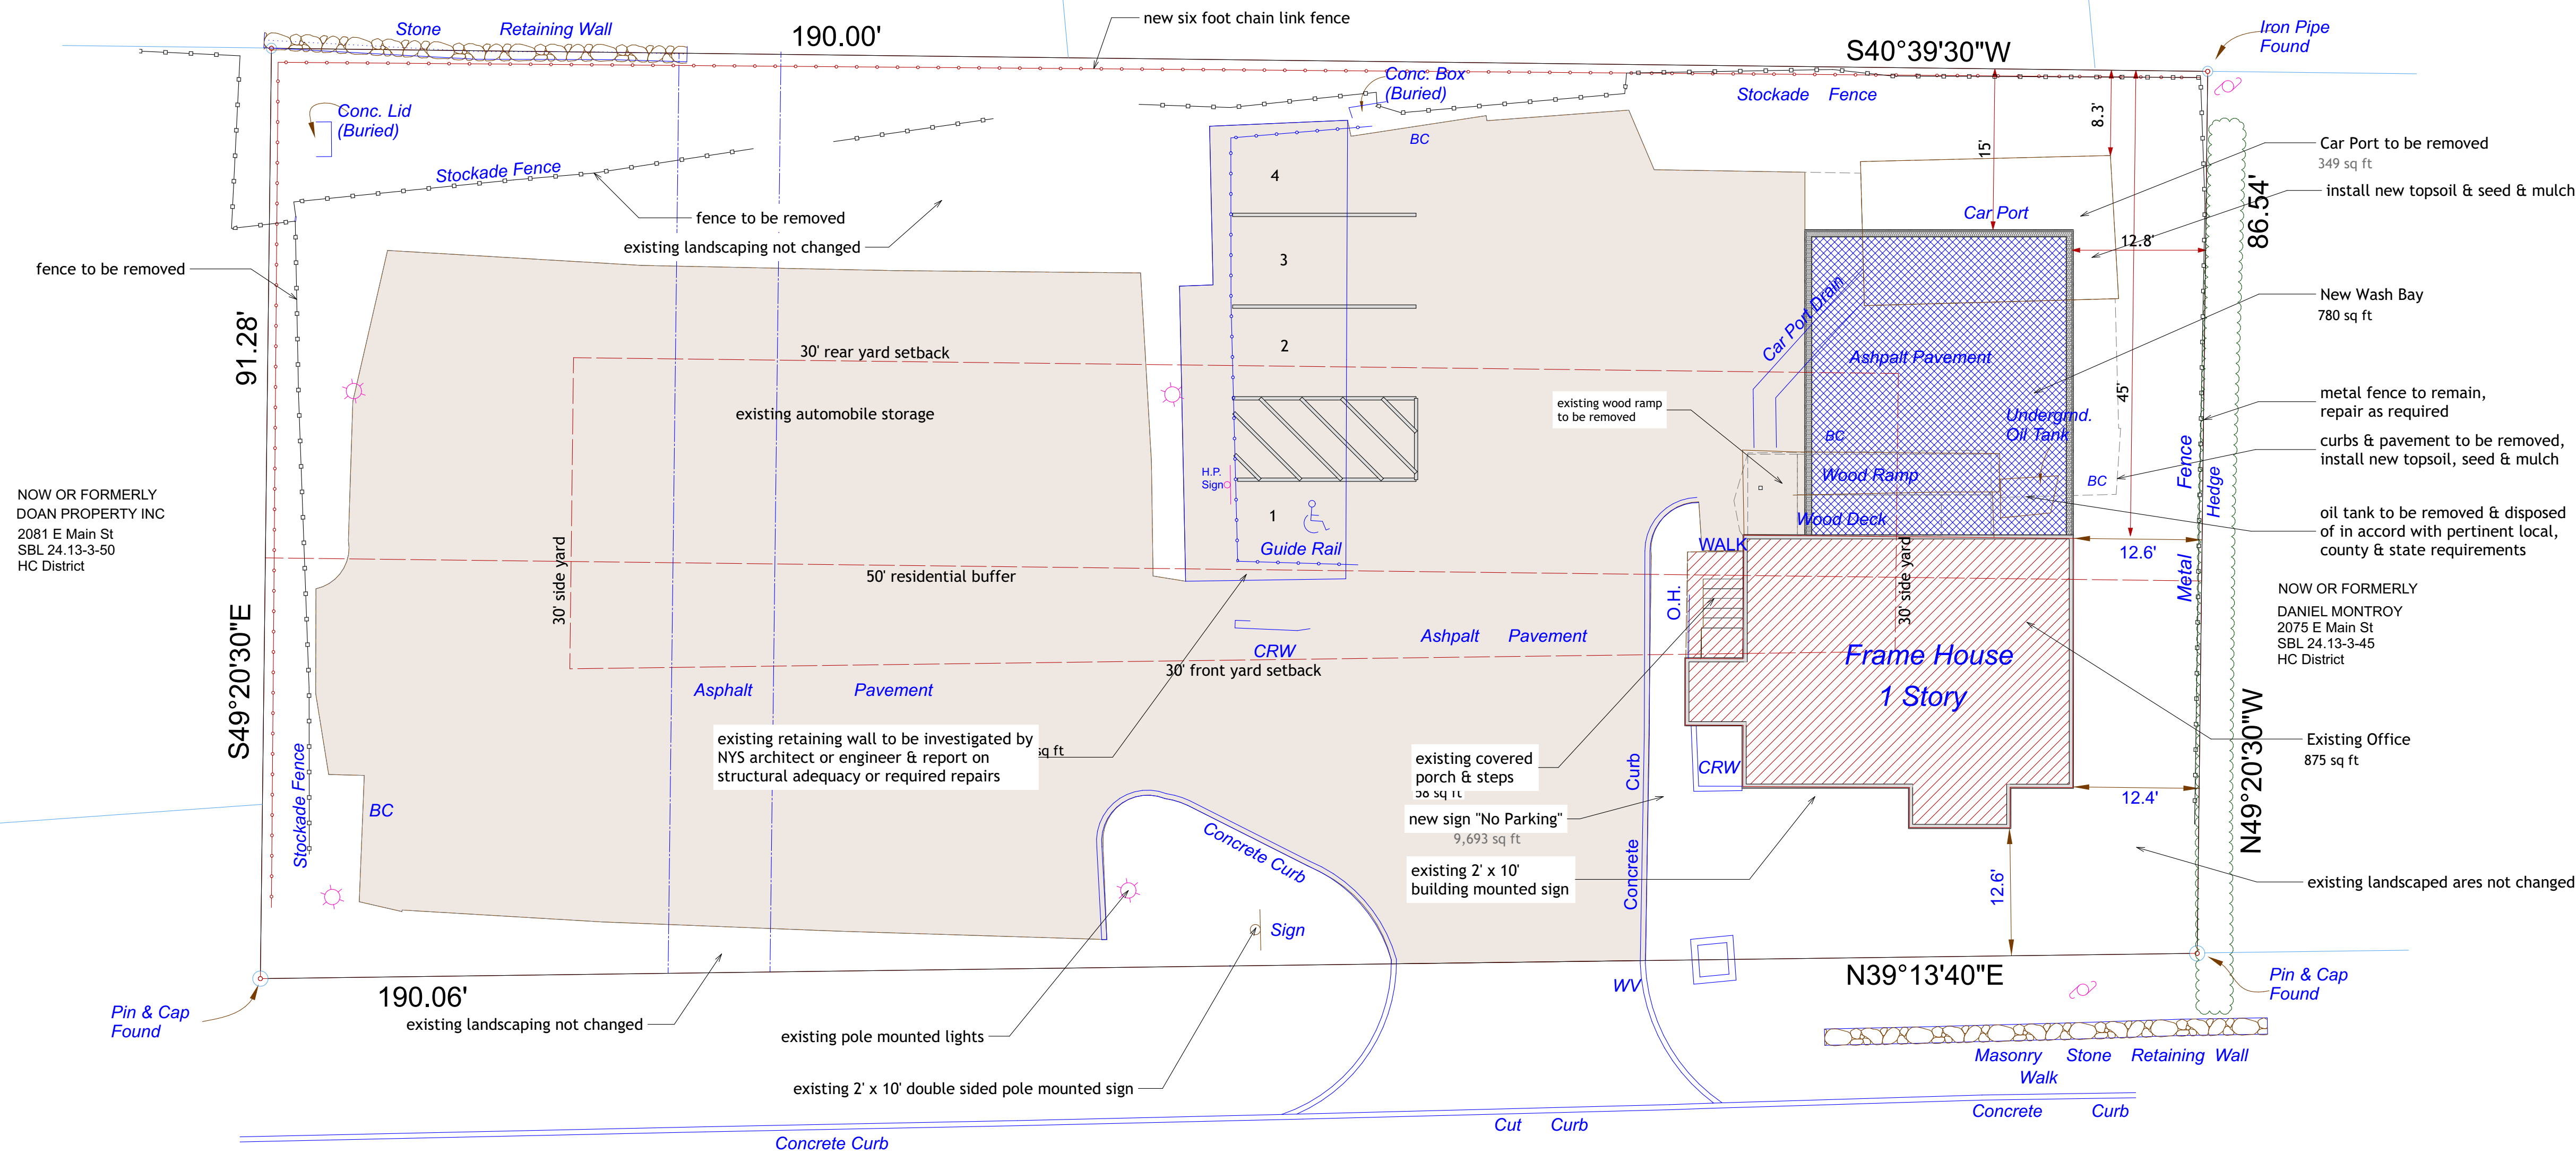 new six foot chain link fence
Stone Retaining Wall
190.00'
S40°39'30"W
Iron Pipe
Found
Conc. Box
(Buried)
Stockade Fence
Conc. Lid
(Buried)
BC
8.3'
15'
Car Port to be removed
349 sq ft
install new topsoil & seed & mulch
86.54'
Stockade Fence
4
fence to be removed
Car Port
existing landscaping not changed
12.8'
fence to be removed
3
New Wash Bay
780 sq ft
Car Port Drain
91.28'
30' rear yard setback
2
Ashpalt Pavement
45'
metal fence to remain,
repair as required
existing automobile storage
existing wood ramp
to be removed
Undergrnd.
Oil Tank
BC
curbs & pavement to be removed,
install new topsoil, seed & mulch
H.P.
Sign
Wood Ramp
BC
Metal Fence
Hedge
NOW OR FORMERLY
DOAN PROPERTY INC
2081 E Main St
SBL 24.13-3-50
HC District
1
Wood Deck
oil tank to be removed & disposed
of in accord with pertinent local,
county & state requirements
Guide Rail
WALK
12.6'
30' side yard
50' residential buffer
30' side yard
O.H.
NOW OR FORMERLY
DANIEL MONTROY
2075 E Main St
SBL 24.13-3-45
HC District
S49°20'30"E
CRW
Ashpalt Pavement
30' front yard setback
Frame House
1 Story
Asphalt Pavement
N49°20'30"W
existing retaining wall to be investigated by
NYS architect or engineer & report on
structural adequacy or required repairs
sq ft
existing covered
porch & steps
58 sq ft
CRW
Existing Office
875 sq ft
Stockade Fence
BC
Concrete Curb
12.4'
new sign "No Parking"
9,693 sq ft
Concrete Curb
existing 2' x 10'
building mounted sign
12.6'
existing landscaped ares not changed
Sign
N39°13'40"E
WV
190.06'
Pin & Cap
Found
Pin & Cap
Found
existing landscaping not changed
existing pole mounted lights
Masonry Stone Retaining Wall
Walk
existing 2' x 10' double sided pole mounted sign
Concrete Curb
Cut Curb
Concrete Curb